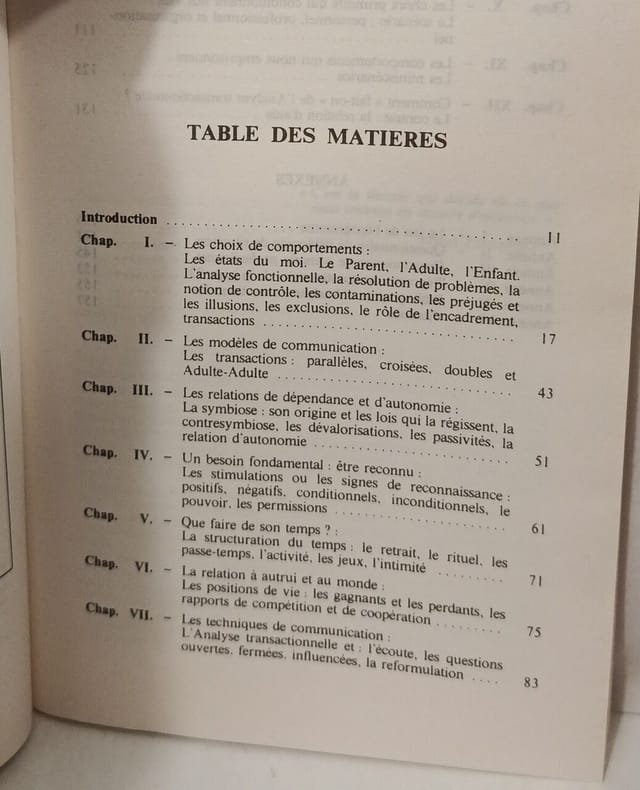 TABLE DES MATIERES
Introduction ........ 11
Chap. I. – Les choix de comportements :
Les états du moi. Le Parent, l'Adulte, l'Enfant.
L'analyse fonctionnelle, la résolution de problèmes, la
notion de contrôle, les contaminations, les préjugés et
les illusions, les exclusions, le rôle de l'encadrement,
transactions ........ 17
Chap. II. – Les modèles de communication :
Les transactions : parallèles, croisées, doubles et
Adulte-Adulte ........ 43
Chap. III. – Les relations de dépendance et d'autonomie :
La symbiose : son origine et les lois qui la régissent, la
contresymbiose, les dévalorisations, les passivités, la
relation d'autonomie ........ 51
Chap. IV. – Un besoin fondamental : être reconnu :
Les stimulations ou les signes de reconnaissance :
positifs, négatifs, conditionnels, inconditionnels, le
pouvoir, les permissions ........ 61
Chap. V. – Que faire de son temps ? :
La structuration du temps : le retrait, le rituel, les
passe-temps, l'activité, les jeux, l'intimité ........ 71
Chap. VI. – La relation à autrui et au monde :
Les positions de vie : les gagnants et les perdants, les
rapports de compétition et de coopération ........ 75
Chap. VII. – Les techniques de communication :
L'Analyse transactionnelle et : l'écoute, les questions
ouvertes, fermées, influencées, la reformulation .... 83